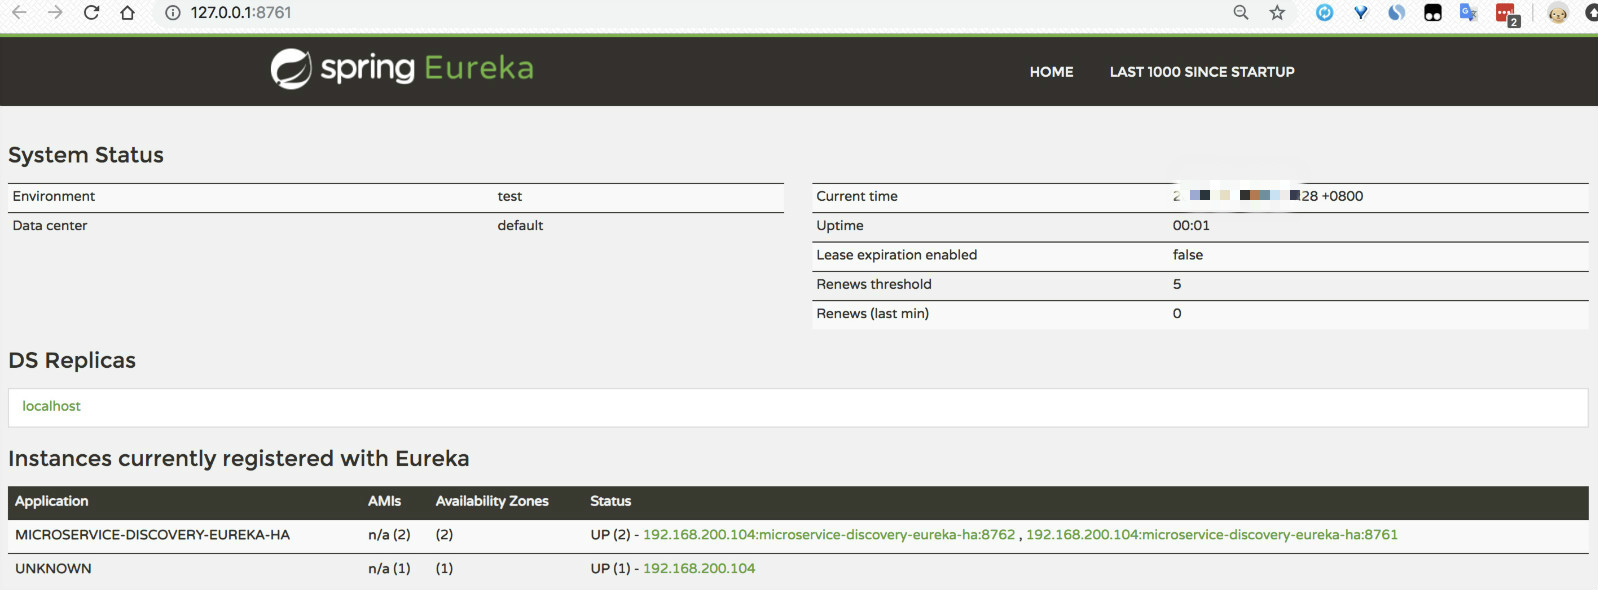 127.0.0.1:8761
2
spring Eureka
HOME LAST 1000 SINCE STARTUP
System Status
Environment test
Data center default
Current time 28 +0800
Uptime 00:01
Lease expiration enabled false
Renews threshold 5
Renews (last min) 0
DS Replicas
localhost
Instances currently registered with Eureka
Application AMIs Availability Zones Status
MICROSERVICE-DISCOVERY-EUREKA-HA n/a (2) (2) UP (2) - 192.168.200.104:microservice-discovery-eureka-ha:8762 , 192.168.200.104:microservice-discovery-eureka-ha:8761
UNKNOWN n/a (1) (1) UP (1) - 192.168.200.104